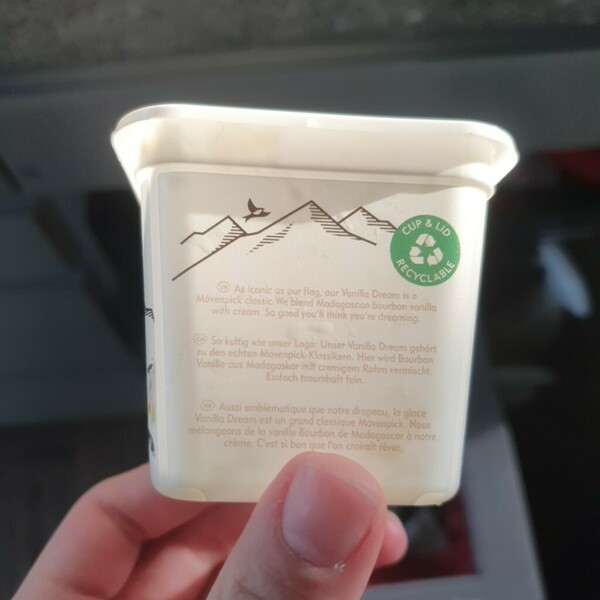 CUP & LID
RECYCLABLE
As iconic as our flag, our Vanilla Dream is a
Mövenpick classic. We blend Madagascan bourbon vanilla
with cream. So good you'll think you're dreaming.
So kultig wie unser Logo: Unser Vanilla Dream gehört
zu den echten Mövenpick-Klassikern. Hier wird Bourbon
Vanille aus Madagaskar mit cremigem Rahm vermischt.
Einfach traumhaft fein.
Aussi emblématique que notre drapeau, la glace
Vanilla Dream est un grand classique Mövenpick. Nous
mélangeons de la vanille Bourbon de Madagascar à notre
crème. C'est si bon que l'on croirait rêver.